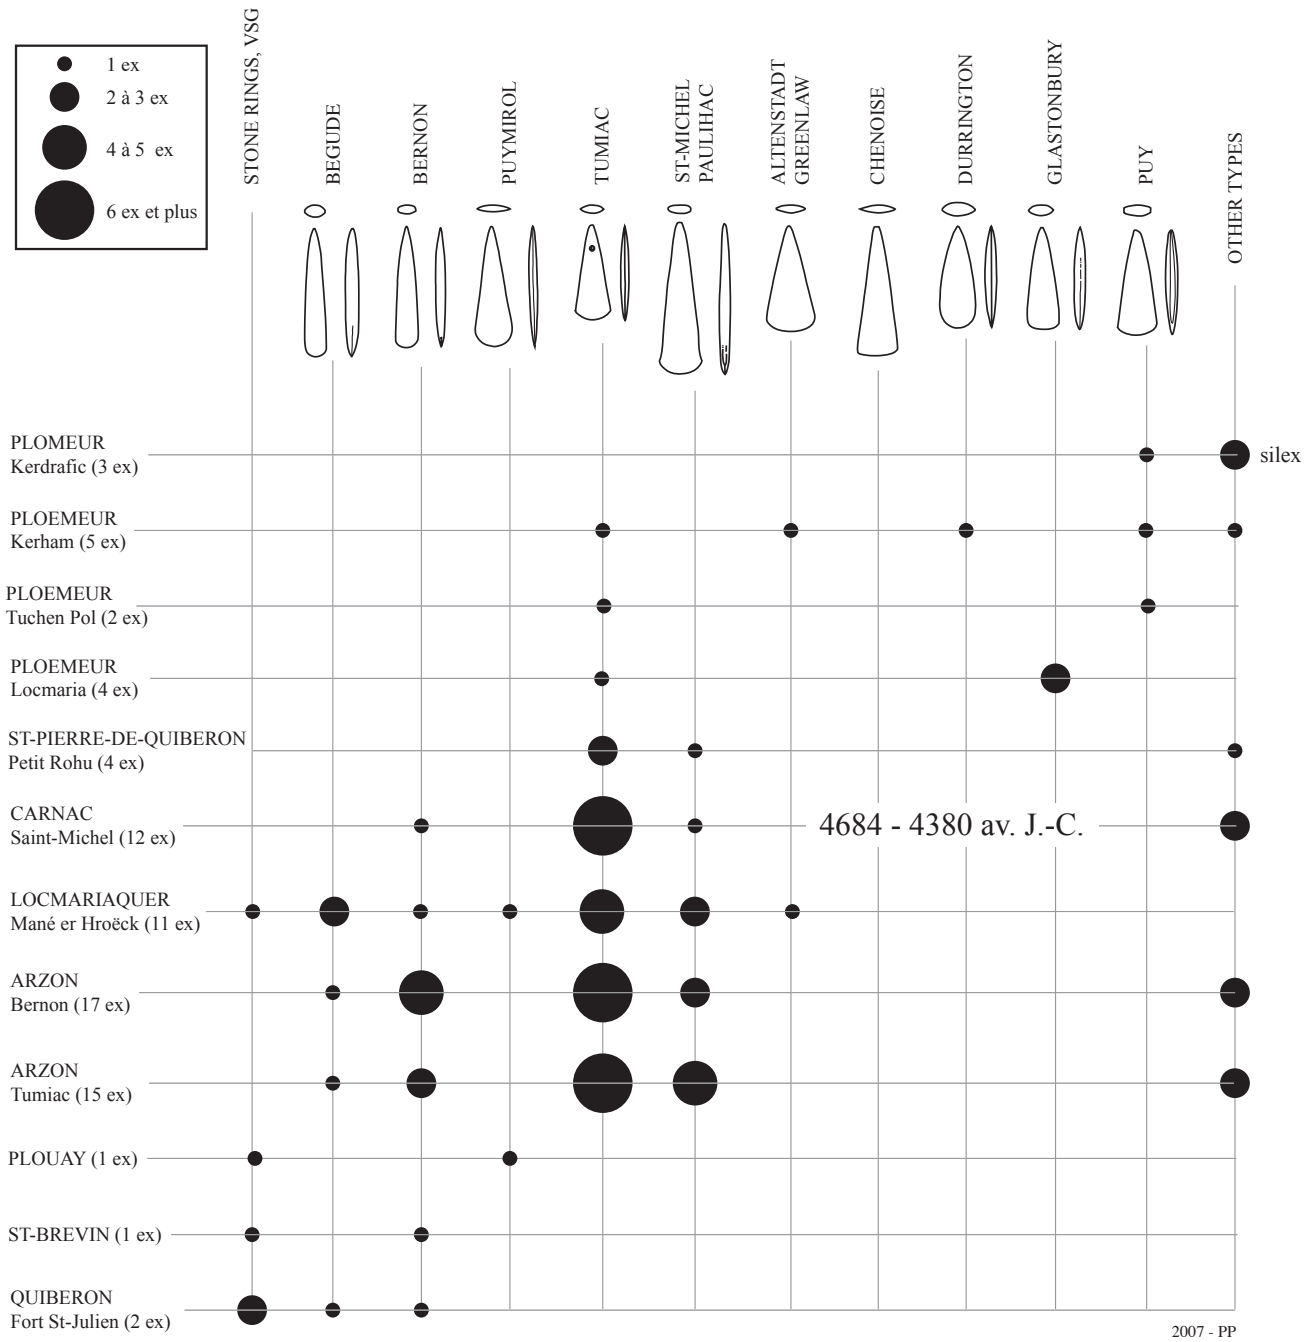 1 ex
2 à 3 ex
4 à 5 ex
6 ex et plus
STONE RINGS, VSG
BEGUDE
BERNON
PUYMIROL
TUMIAC
ST-MICHEL
PAULIHAC
ALTENSTADT
GREENLAW
CHENOISE
DURRINGTON
GLASTONBURY
PUY
OTHER TYPES
PLOMEUR
Kerdrafic (3 ex)
silex
PLOEMEUR
Kerham (5 ex)
PLOEMEUR
Tuchen Pol (2 ex)
PLOEMEUR
Locmaria (4 ex)
ST-PIERRE-DE-QUIBERON
Petit Rohu (4 ex)
CARNAC
Saint-Michel (12 ex)
4684 - 4380 av. J.-C.
LOCMARIAQUER
Mané er Hroëck (11 ex)
ARZON
Bernon (17 ex)
ARZON
Tumiac (15 ex)
PLOUAY (1 ex)
ST-BREVIN (1 ex)
QUIBERON
Fort St-Julien (2 ex)
2007 - PP